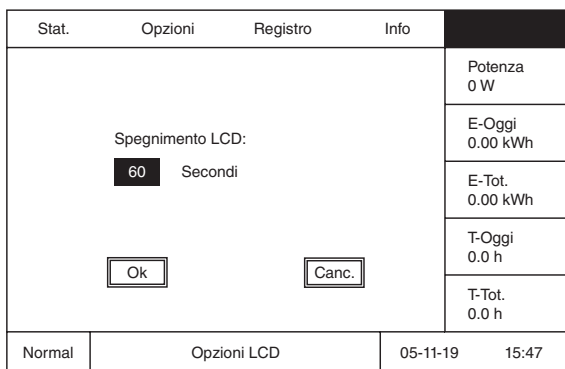 Stat. Opzioni Registro Info
Potenza
0 W
E-Oggi
0.00 kWh
E-Tot.
0.00 kWh
T-Oggi
0.0 h
T-Tot.
0.0 h
Spegnimento LCD:
60 Secondi
Ok Canc.
Normal Opzioni LCD 05-11-19 15:47